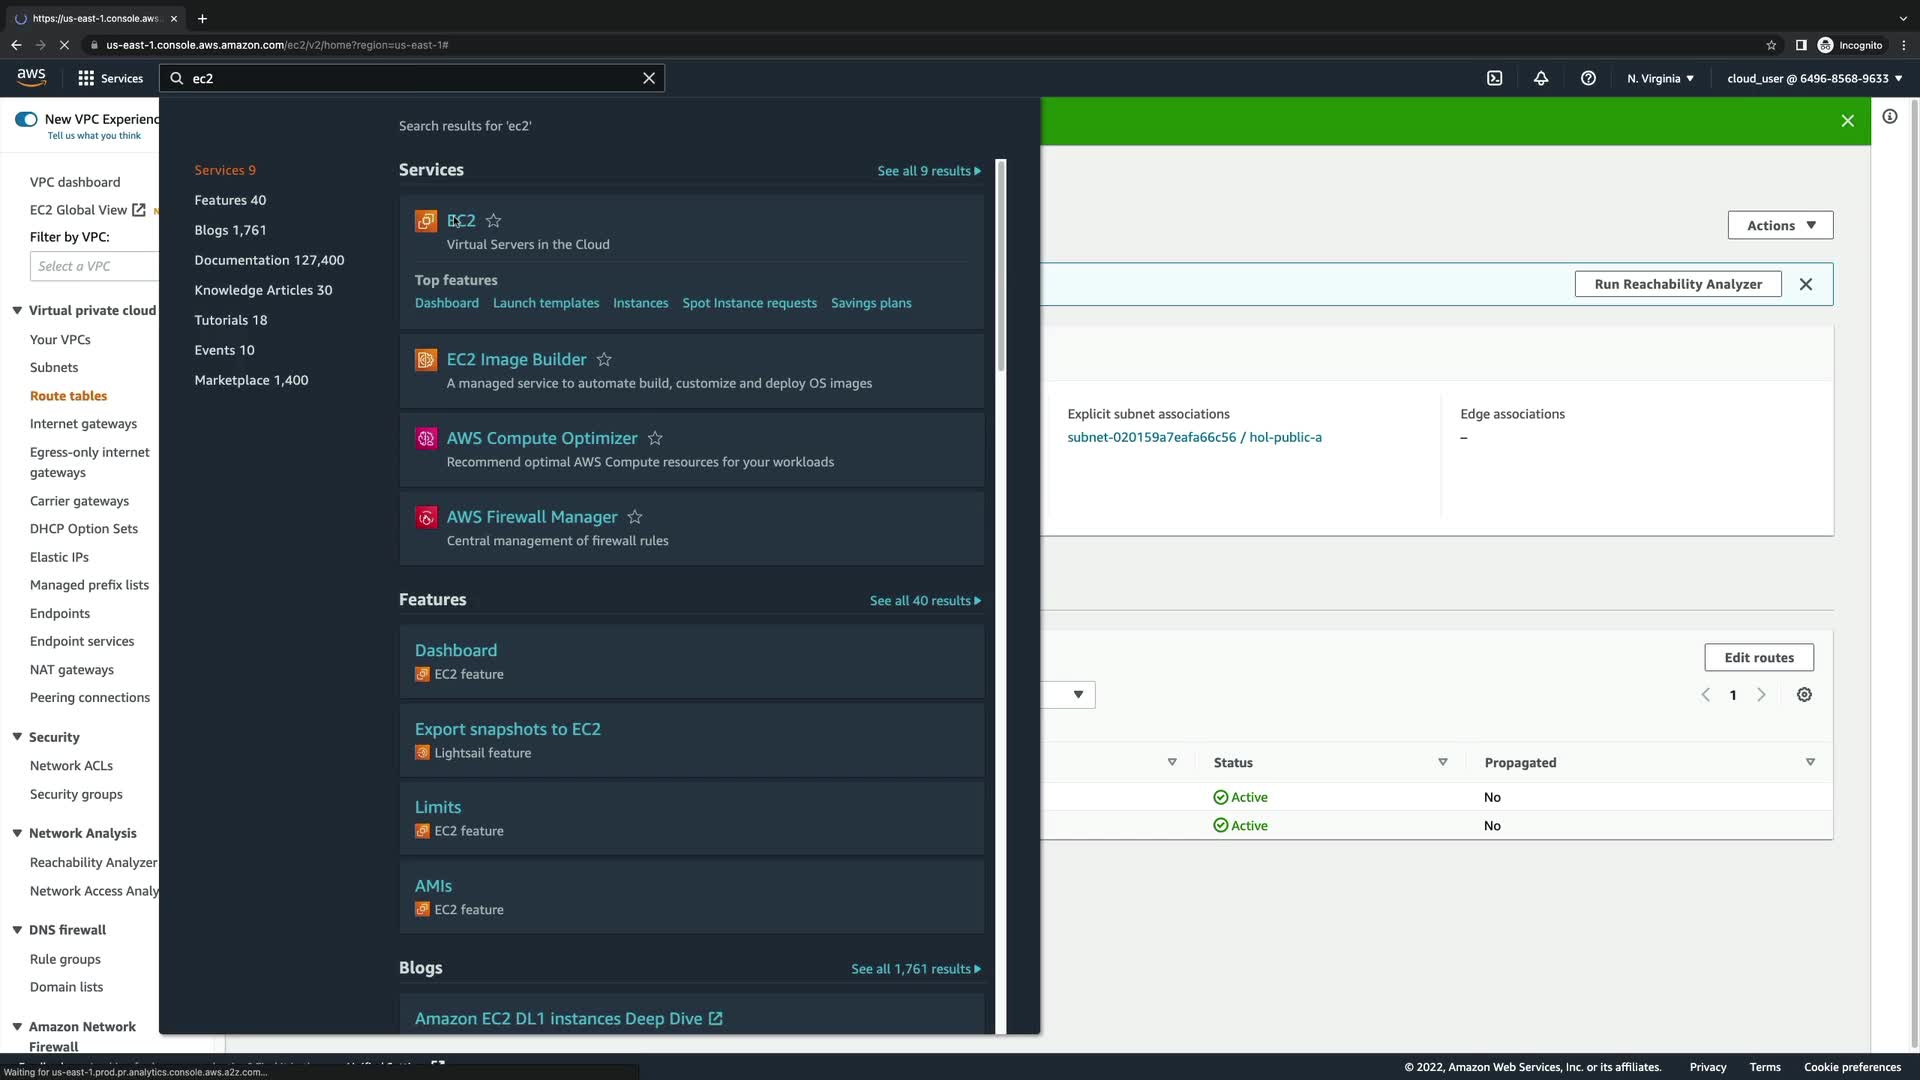 https://us-east-1.console.aws.
us-east-1.console.aws.amazon.com/ec2/v2/home?region=us-east-1#
Incognito
aws
Services
ec2
N. Virginia
cloud_user @ 6496-8568-9633
New VPC Experienc
Tell us what you think
VPC dashboard
EC2 Global View
N
Filter by VPC:
Select a VPC
Virtual private cloud
Your VPCs
Subnets
Route tables
Internet gateways
Egress-only internet
gateways
Carrier gateways
DHCP Option Sets
Elastic IPs
Managed prefix lists
Endpoints
Endpoint services
NAT gateways
Peering connections
Security
Network ACLs
Security groups
Network Analysis
Reachability Analyzer
Network Access Analy
DNS firewall
Rule groups
Domain lists
Amazon Network
Firewall
Search results for 'ec2'
Services 9
Features 40
Blogs 1,761
Documentation 127,400
Knowledge Articles 30
Tutorials 18
Events 10
Marketplace 1,400
Services
See all 9 results
EC2
Virtual Servers in the Cloud
Top features
Dashboard Launch templates Instances Spot Instance requests Savings plans
EC2 Image Builder
A managed service to automate build, customize and deploy OS images
AWS Compute Optimizer
Recommend optimal AWS Compute resources for your workloads
AWS Firewall Manager
Central management of firewall rules
Features
See all 40 results
Dashboard
EC2 feature
Export snapshots to EC2
Lightsail feature
Limits
EC2 feature
AMIs
EC2 feature
Blogs
See all 1,761 results
Amazon EC2 DL1 instances Deep Dive
Actions
Run Reachability Analyzer
Explicit subnet associations
subnet-020159a7eafa66c56 / hol-public-a
Edge associations
–
Edit routes
1
Status
Propagated
Active
No
Active
No
Waiting for us-east-1.prod.pr.analytics.console.aws.a2z.com...
© 2022, Amazon Web Services, Inc. or its affiliates.
Privacy
Terms
Cookie preferences